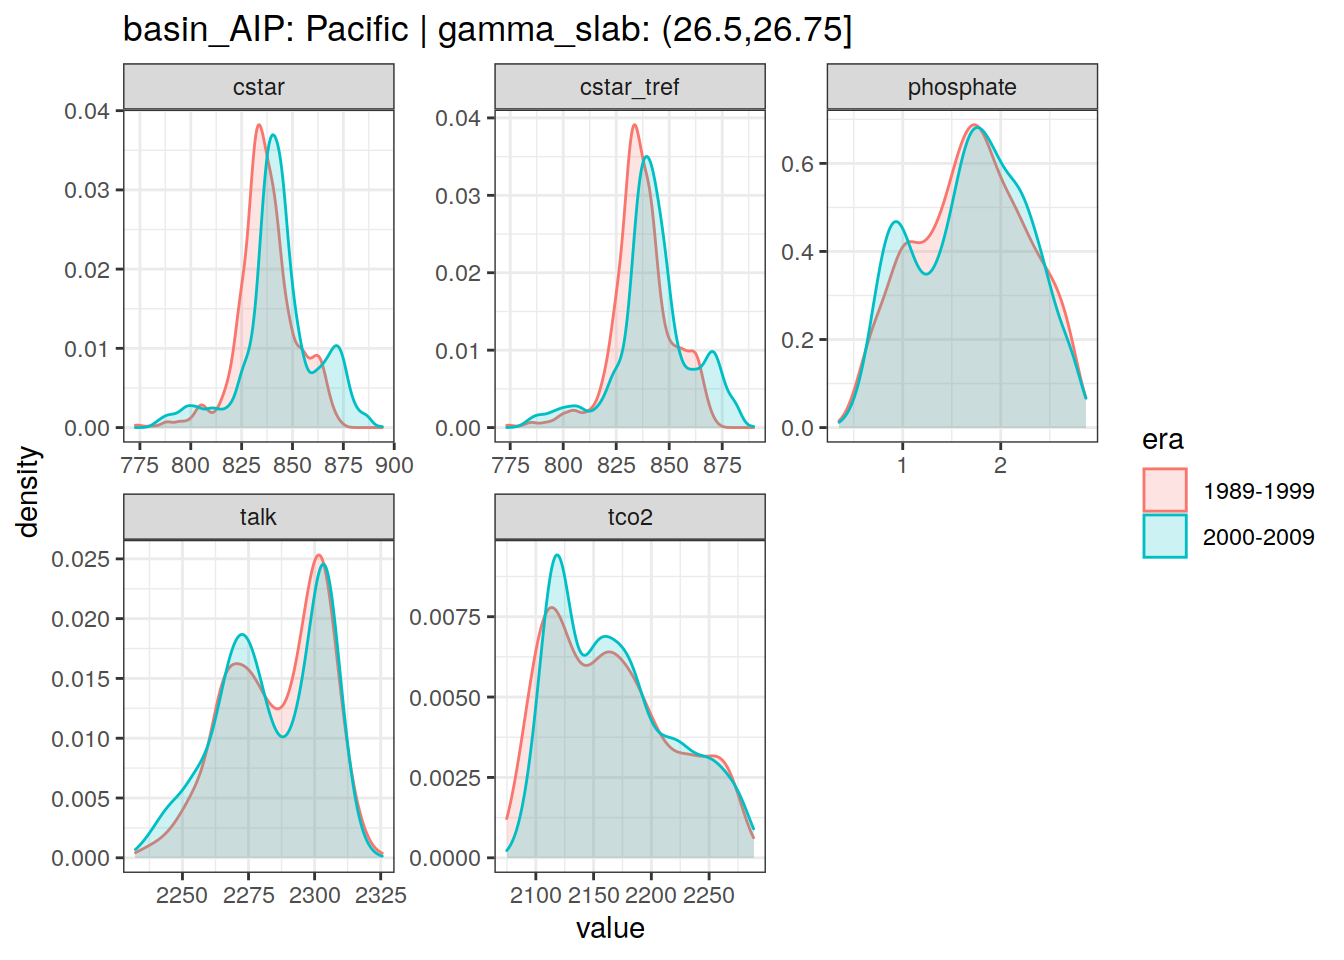 basin_AIP: Pacific | gamma_slab: (26.5,26.75]
cstar
cstar_tref
phosphate
0.04
0.03
0.02
0.01
0.00
775 800 825 850 875 900
0.04
0.03
0.02
0.01
0.00
775 800 825 850 875
0.6
0.4
0.2
0.0
1 2
density
talk
tco2
0.025
0.020
0.015
0.010
0.005
0.000
2250 2275 2300 2325
0.0075
0.0050
0.0025
0.0000
2100 2150 2200 2250
value
era
1989-1999
2000-2009